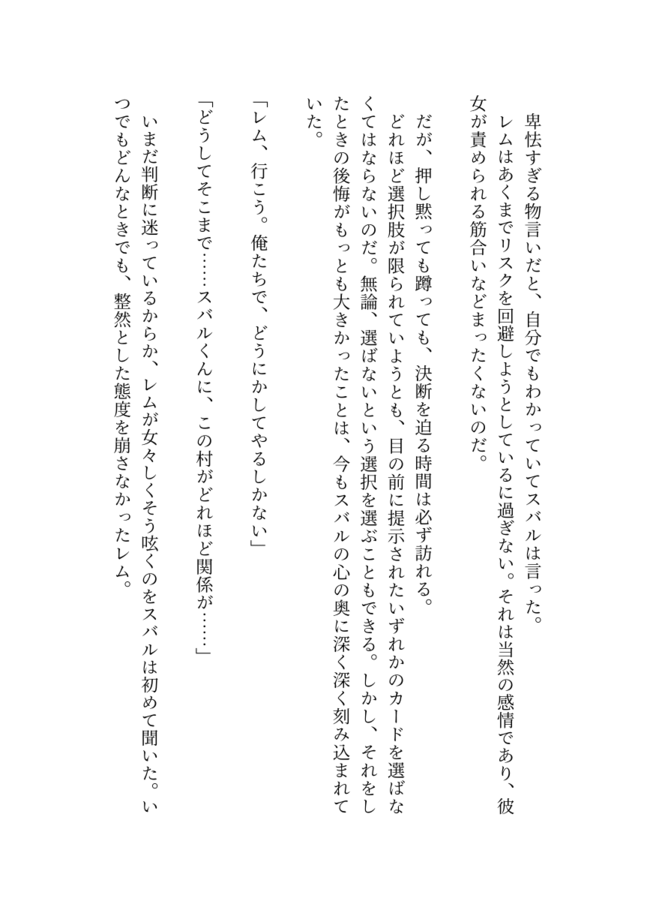 卑怯すぎる物言いだと、自分でもわかっていてスバルは言った。
レムはあくまでリスクを回避しようとしているに過ぎない。それは当然の感情であり、彼
女が責められる筋合いなどまったくないのだ。
だが、押し黙っても蹲っても、決断を迫る時間は必ず訪れる。
どれほど選択肢が限られていようとも、目の前に提示されたいずれかのカードを選ばな
くてはならないのだ。無論、選ばないという選択を選ぶこともできる。しかし、それをし
たときの後悔がもっとも大きかったことは、今もスバルの心の奥に深く深く刻み込まれて
いた。
「レム、行こう。俺たちで、どうにかしてやるしかない」
「どうしてそこまで……スバルくんに、この村がどれほど関係が……」
いまだ判断に迷っているからか、レムが女々しくそう呟くのをスバルは初めて聞いた。い
つでもどんなときでも、整然とした態度を崩さなかったレム。